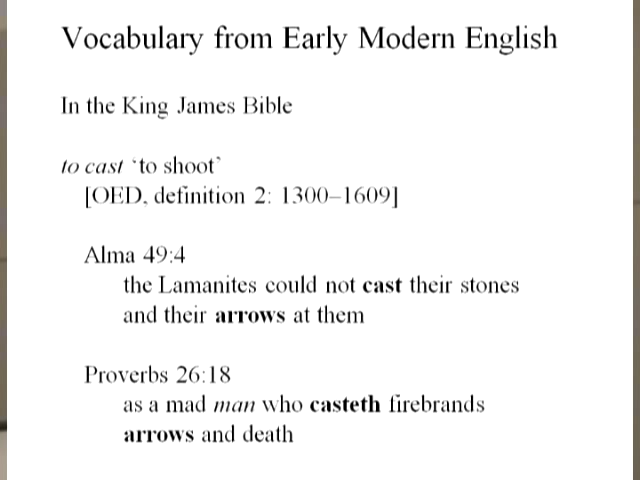 Vocabulary from Early Modern English
In the King James Bible
to cast ‘to shoot’
[OED, definition 2: 1300–1609]
Alma 49:4
the Lamanites could not cast their stones
and their arrows at them
Proverbs 26:18
as a mad man who casteth firebrands
arrows and death